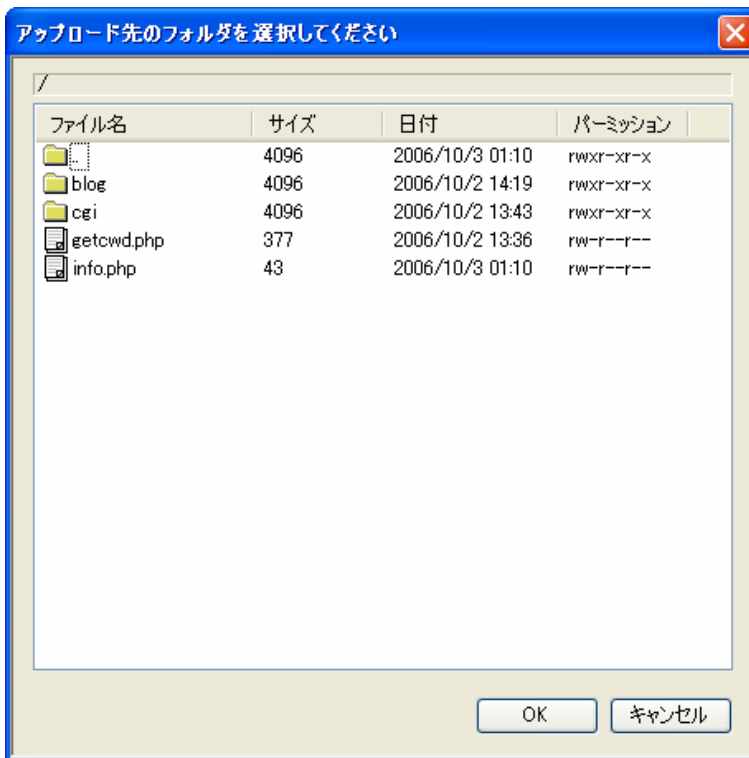 アップロード先のフォルダを選択してください
/
ファイル名 サイズ 日付 パーミッション
.. 4096 2006/10/3 01:10 rwxr-xr-x
blog 4096 2006/10/2 14:19 rwxr-xr-x
cgi 4096 2006/10/2 13:43 rwxr-xr-x
getcwd.php 377 2006/10/2 13:36 rw-r--r--
info.php 43 2006/10/3 01:10 rw-r--r--
OK キャンセル